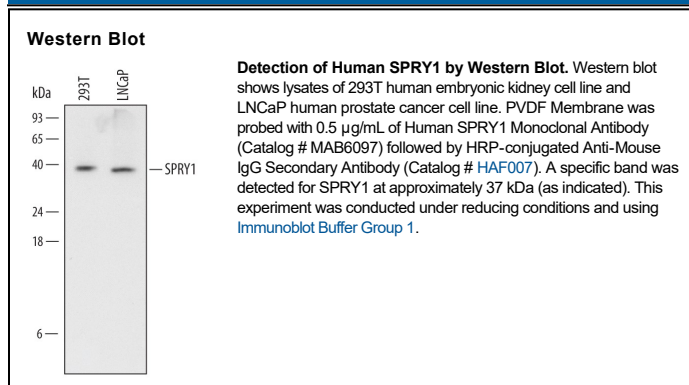 Western Blot
Detection of Human SPRY1 by Western Blot. Western blot
shows lysates of 293T human embryonic kidney cell line and
LNCaP human prostate cancer cell line. PVDF Membrane was
probed with 0.5 µg/mL of Human SPRY1 Monoclonal Antibody
(Catalog # MAB6097) followed by HRP-conjugated Anti-Mouse
IgG Secondary Antibody (Catalog # HAF007). A specific band was
detected for SPRY1 at approximately 37 kDa (as indicated). This
experiment was conducted under reducing conditions and using
Immunoblot Buffer Group 1.
kDa
293T
LNCaP
93
65
40
SPRY1
24
18
6